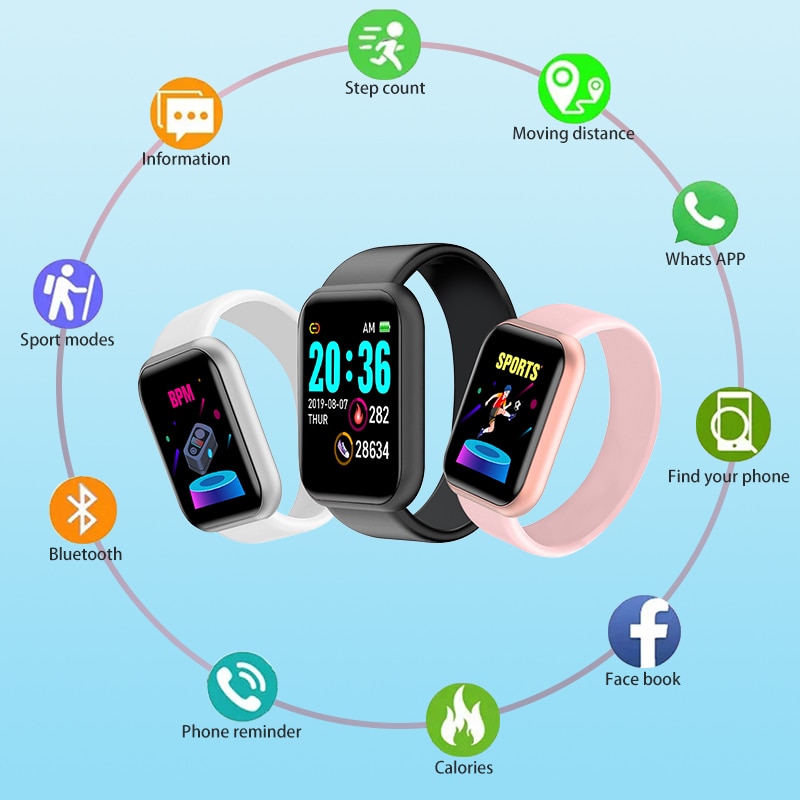 Step count
Moving distance
Information
Whats APP
Sport modes
AM
20:36
2019-08-07
THUR
282
28634
BPM
SPORTS
Find your phone
Bluetooth
Face book
Phone reminder
Calories